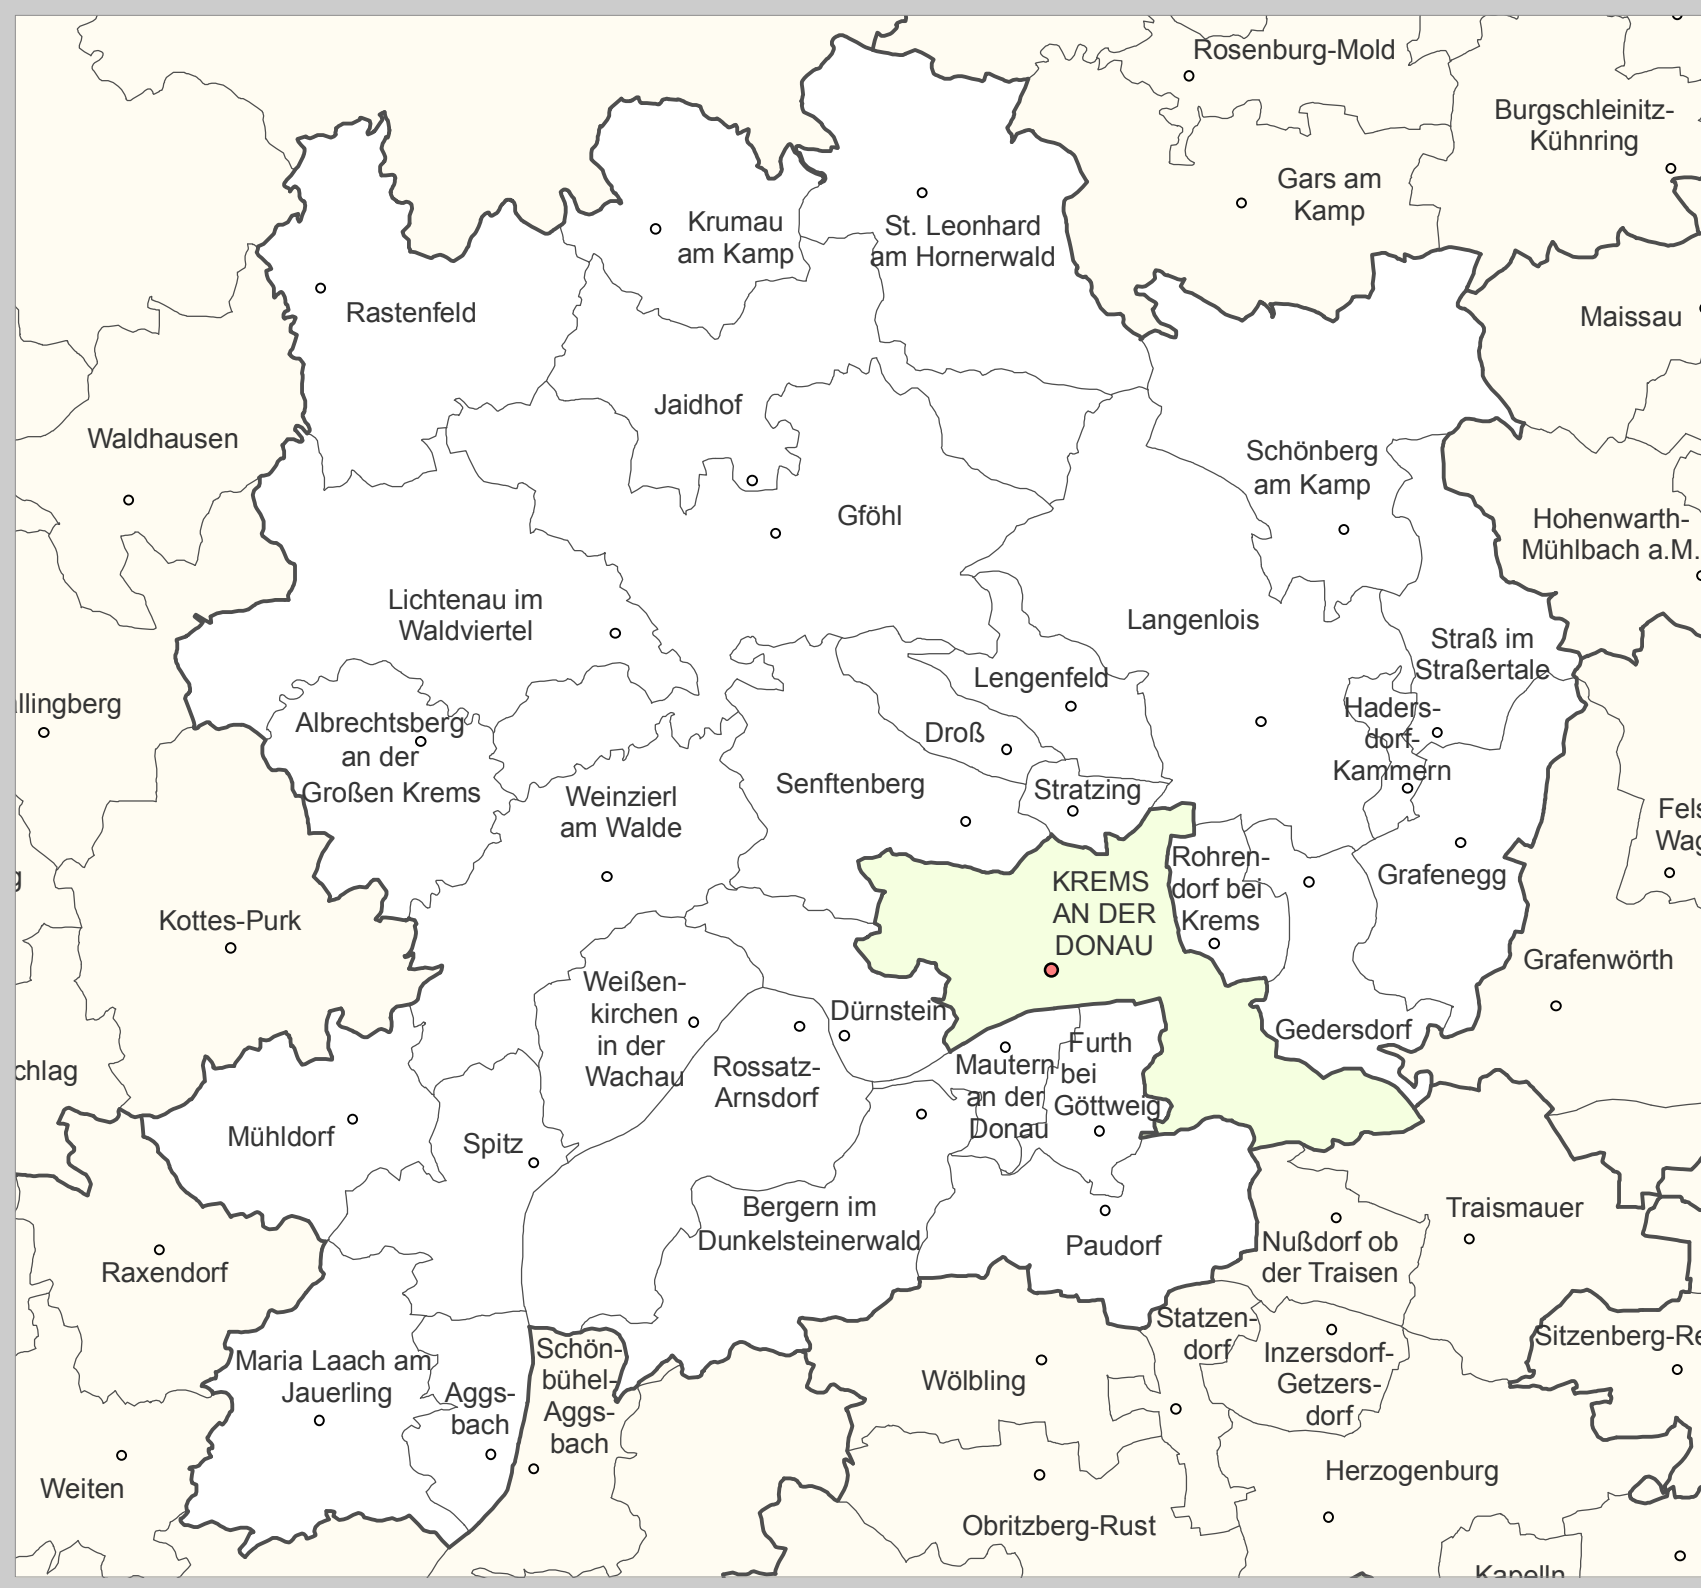 Rosenburg-Mold
Burgschleinitz-
Kühnring
Gars am
Kamp
Krumau
am Kamp
St. Leonhard
am Hornerwald
Rastenfeld
Maissau
Jaidhof
Waldhausen
Schönberg
am Kamp
Gföhl
Hohenwarth-
Mühlbach a.M.
Lichtenau im
Waldviertel
Langenlois
Straß im
Straßertale
Lengenfeld
allingberg
Albrechtsberg
an der
Großen Krems
Droß
Haders-
dorf-
Kammern
Senftenberg
Stratzing
Weinzierl
am Walde
Fels
Wag
Rohren-
dorf bei
Krems
Grafenegg
KREMS
AN DER
DONAU
g
Kottes-Purk
Grafenwörth
Weißen-
kirchen
in der
Wachau
Dürnstein
Gedersdorf
Furth
bei
Göttweig
Mautern
an der
Donau
Rossatz-
Arnsdorf
chlag
Mühldorf
Spitz
Bergern im
Dunkelsteinerwald
Paudorf
Traismauer
Nußdorf ob
der Traisen
Raxendorf
Statzen-
dorf
Sitzenberg-Re
Schön-
bühel-
Aggs-
bach
Inzersdorf-
Getzers-
dorf
Maria Laach am
Jauerling
Aggs-
bach
Wölbling
Weiten
Herzogenburg
Obritzberg-Rust
Kapelln